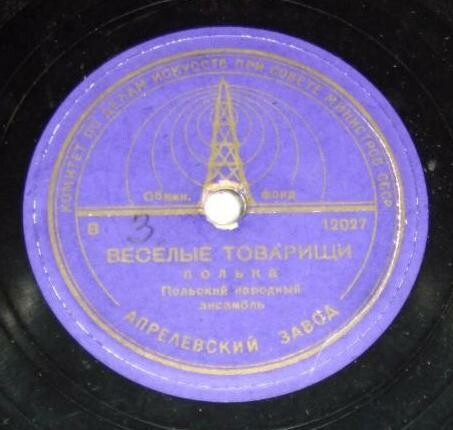 КОМИТЕТ ПО ДЕЛАМ ИСКУССТВ ПРИ СОВЕТЕ МИНИСТРОВ СССР
Обмен. фонд
В 3 12027
ВЕСЕЛЫЕ ТОВАРИЩИ
полька
Польский народный
ансамбль
АПРЕЛЕВСКИЙ ЗАВОД